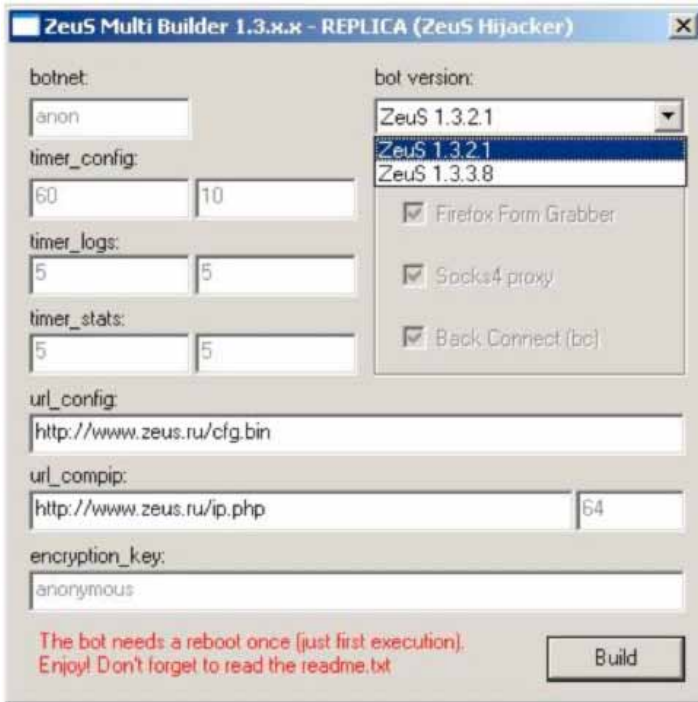 ZeuS Multi Builder 1.3.x.x - REPLICA (ZeuS Hijacker)
botnet:
anon
bot version:
ZeuS 1.3.2.1
ZeuS 1.3.2.1
ZeuS 1.3.3.8
timer_config:
60 10
Firefox Form Grabber
timer_logs:
5 5
Socks4 proxy
timer_stats:
5 5
Back Connect (bc)
url_config:
http://www.zeus.ru/cfg.bin
url_compip:
http://www.zeus.ru/ip.php 64
encryption_key:
anonymous
The bot needs a reboot once (just first execution).
Enjoy! Don't forget to read the readme.txt
Build